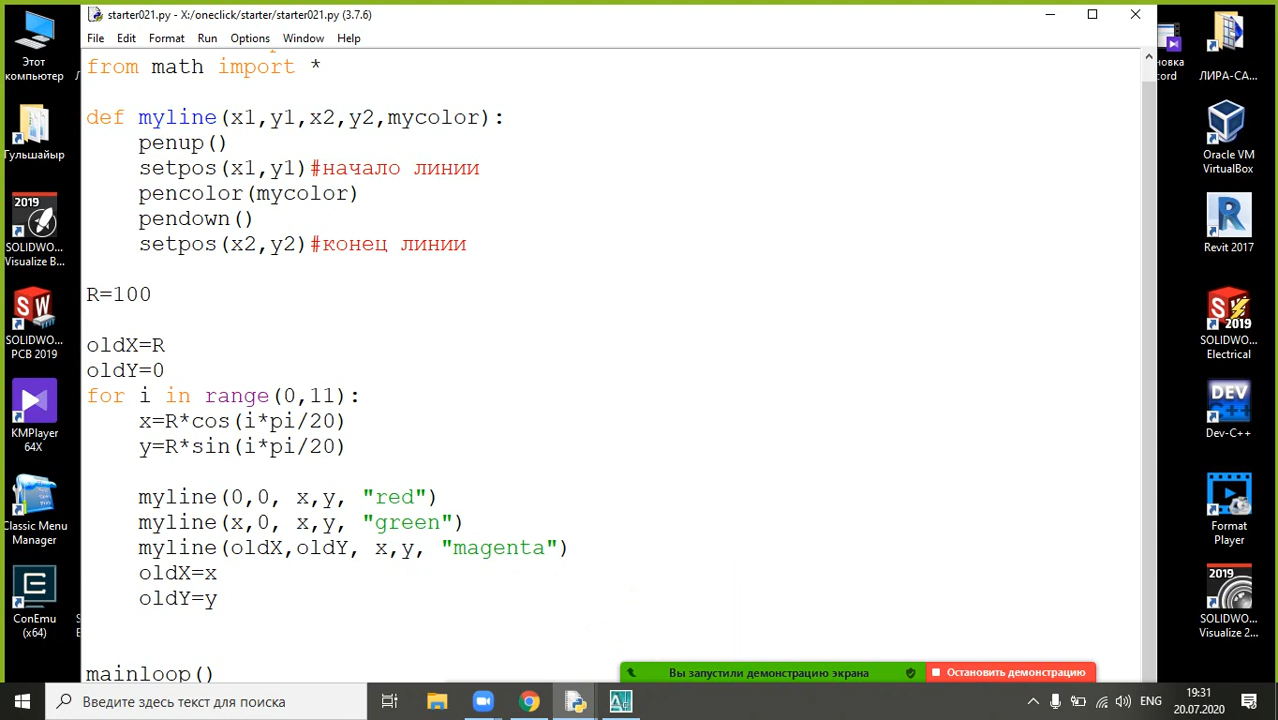 starter021.py - X:/oneclick/starter/starter021.py (3.7.6)
File Edit Format Run Options Window Help
from math import *
def myline(x1,y1,x2,y2,mycolor):
penup()
setpos(x1,y1)#начало линии
pencolor(mycolor)
pendown()
setpos(x2,y2)#конец линии
R=100
oldX=R
oldY=0
for i in range(0,11):
x=R*cos(i*pi/20)
y=R*sin(i*pi/20)
myline(0,0, x,y, "red")
myline(x,0, x,y, "green")
myline(oldX,oldY, x,y, "magenta")
oldX=x
oldY=y
mainloop()
Этот
компьютер
Гульшайыр
2019
SOLIDWO...
Visualize B...
SOLIDWO...
PCB 2019
KMPlayer
64X
Classic Menu
Manager
ConEmu
(x64)
новка
cord
ЛИРА-СА...
Oracle VM
VirtualBox
Revit 2017
2019
SOLIDWO...
Electrical
DEV
C++
Dev-C++
Format
Player
2019
SOLIDWO...
Visualize 2...
Вы запустили демонстрацию экрана
Остановить демонстрацию
Введите здесь текст для поиска
ENG
19:31
20.07.2020